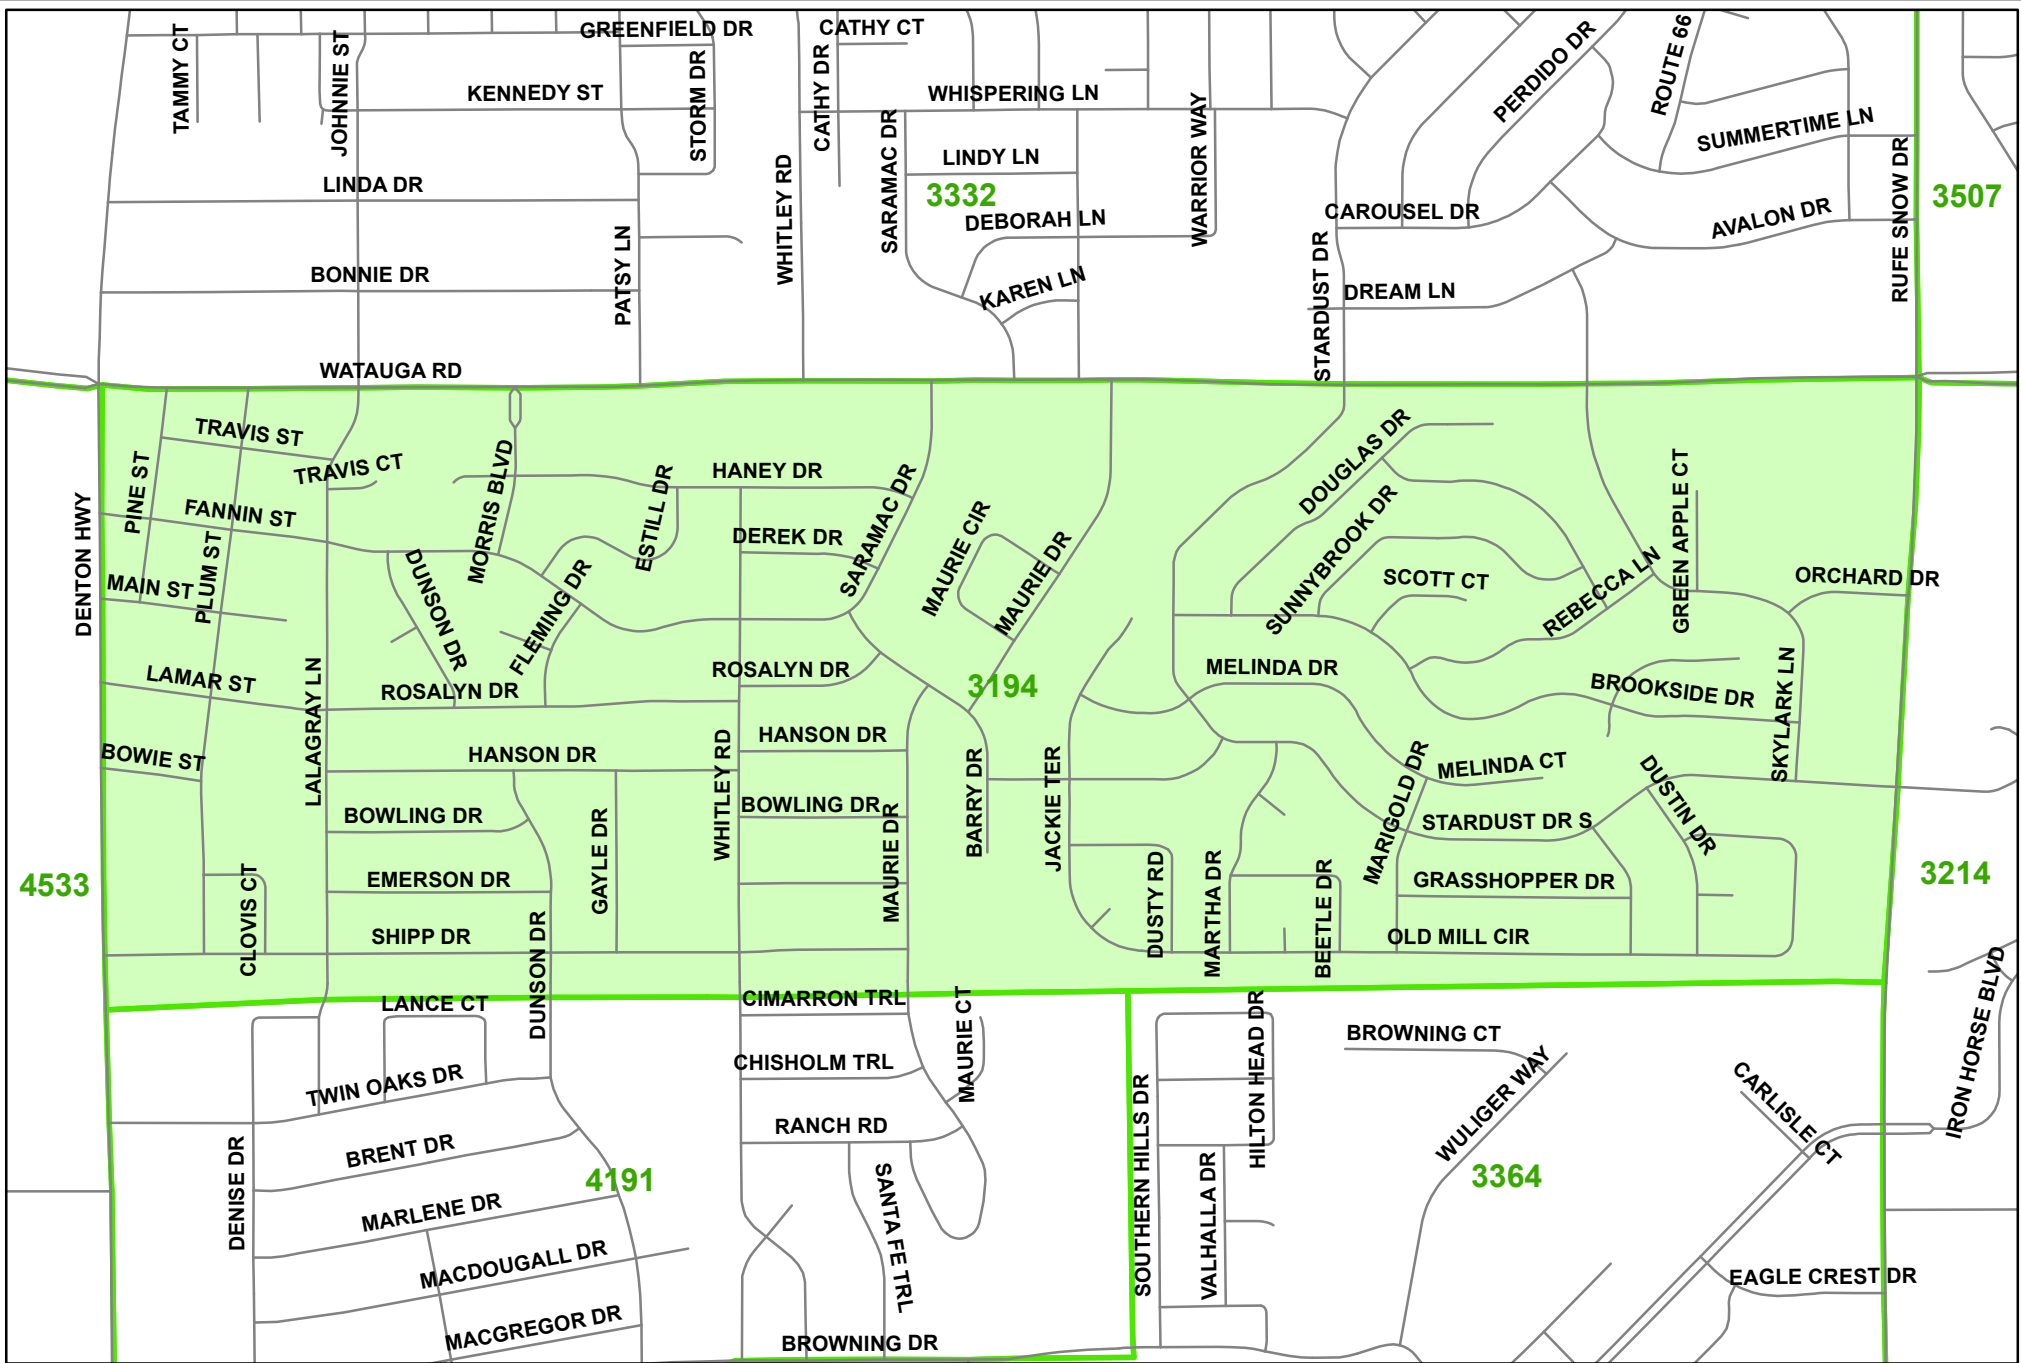 GREENFIELD DR
CATHY CT
TAMMY CT
JOHNNIE ST
STORM DR
CATHY DR
PERDIDO DR
ROUTE 66
KENNEDY ST
WHISPERING LN
SARAMAC DR
WARRIOR WAY
SUMMERTIME LN
LINDY LN
LINDA DR
WHITLEY RD
3332
3507
RUFE SNOW DR
DEBORAH LN
CAROUSEL DR
AVALON DR
PATSY LN
BONNIE DR
KAREN LN
STARDUST DR
DREAM LN
WATAUGA RD
TRAVIS ST
TRAVIS CT
PINE ST
DENTON HWY
FANNIN ST
MORRIS BLVD
ESTILL DR
HANEY DR
SARAMAC DR
DOUGLAS DR
GREEN APPLE CT
DEREK DR
MAURIE CIR
MAURIE DR
SUNNYBROOK DR
SCOTT CT
REBECCA LN
ORCHARD DR
MAIN ST
PLUM ST
DUNSON DR
FLEMING DR
LAMAR ST
LALAGRAY LN
ROSALYN DR
ROSALYN DR
3194
MELINDA DR
BROOKSIDE DR
SKYLARK LN
BOWIE ST
HANSON DR
WHITLEY RD
HANSON DR
BARRY DR
JACKIE TER
MARIGOLD DR
MELINDA CT
DUSTIN DR
BOWLING DR
GAYLE DR
BOWLING DR
MAURIE DR
STARDUST DR S
4533
CLOVIS CT
EMERSON DR
DUSTY RD
MARTHA DR
BEETLE DR
GRASSHOPPER DR
3214
SHIPP DR
DUNSON DR
OLD MILL CIR
LANCE CT
CIMARRON TRL
MAURIE CT
HILTON HEAD DR
BROWNING CT
IRON HORSE BLVD
TWIN OAKS DR
CHISHOLM TRL
SOUTHERN HILLS DR
WULIGER WAY
CARLISLE CT
BRENT DR
RANCH RD
DENISE DR
4191
SANTA FE TRL
VALHALLA DR
3364
MARLENE DR
MACDOUGALL DR
EAGLE CREST DR
MACGREGOR DR
BROWNING DR